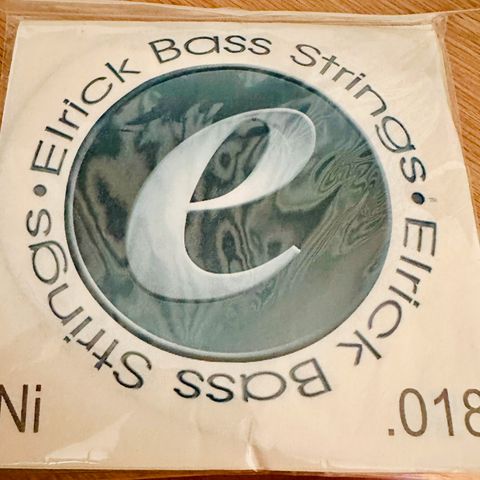 Elrick Bass Strings • Elrick Bass Strings •
e
Ni
.018